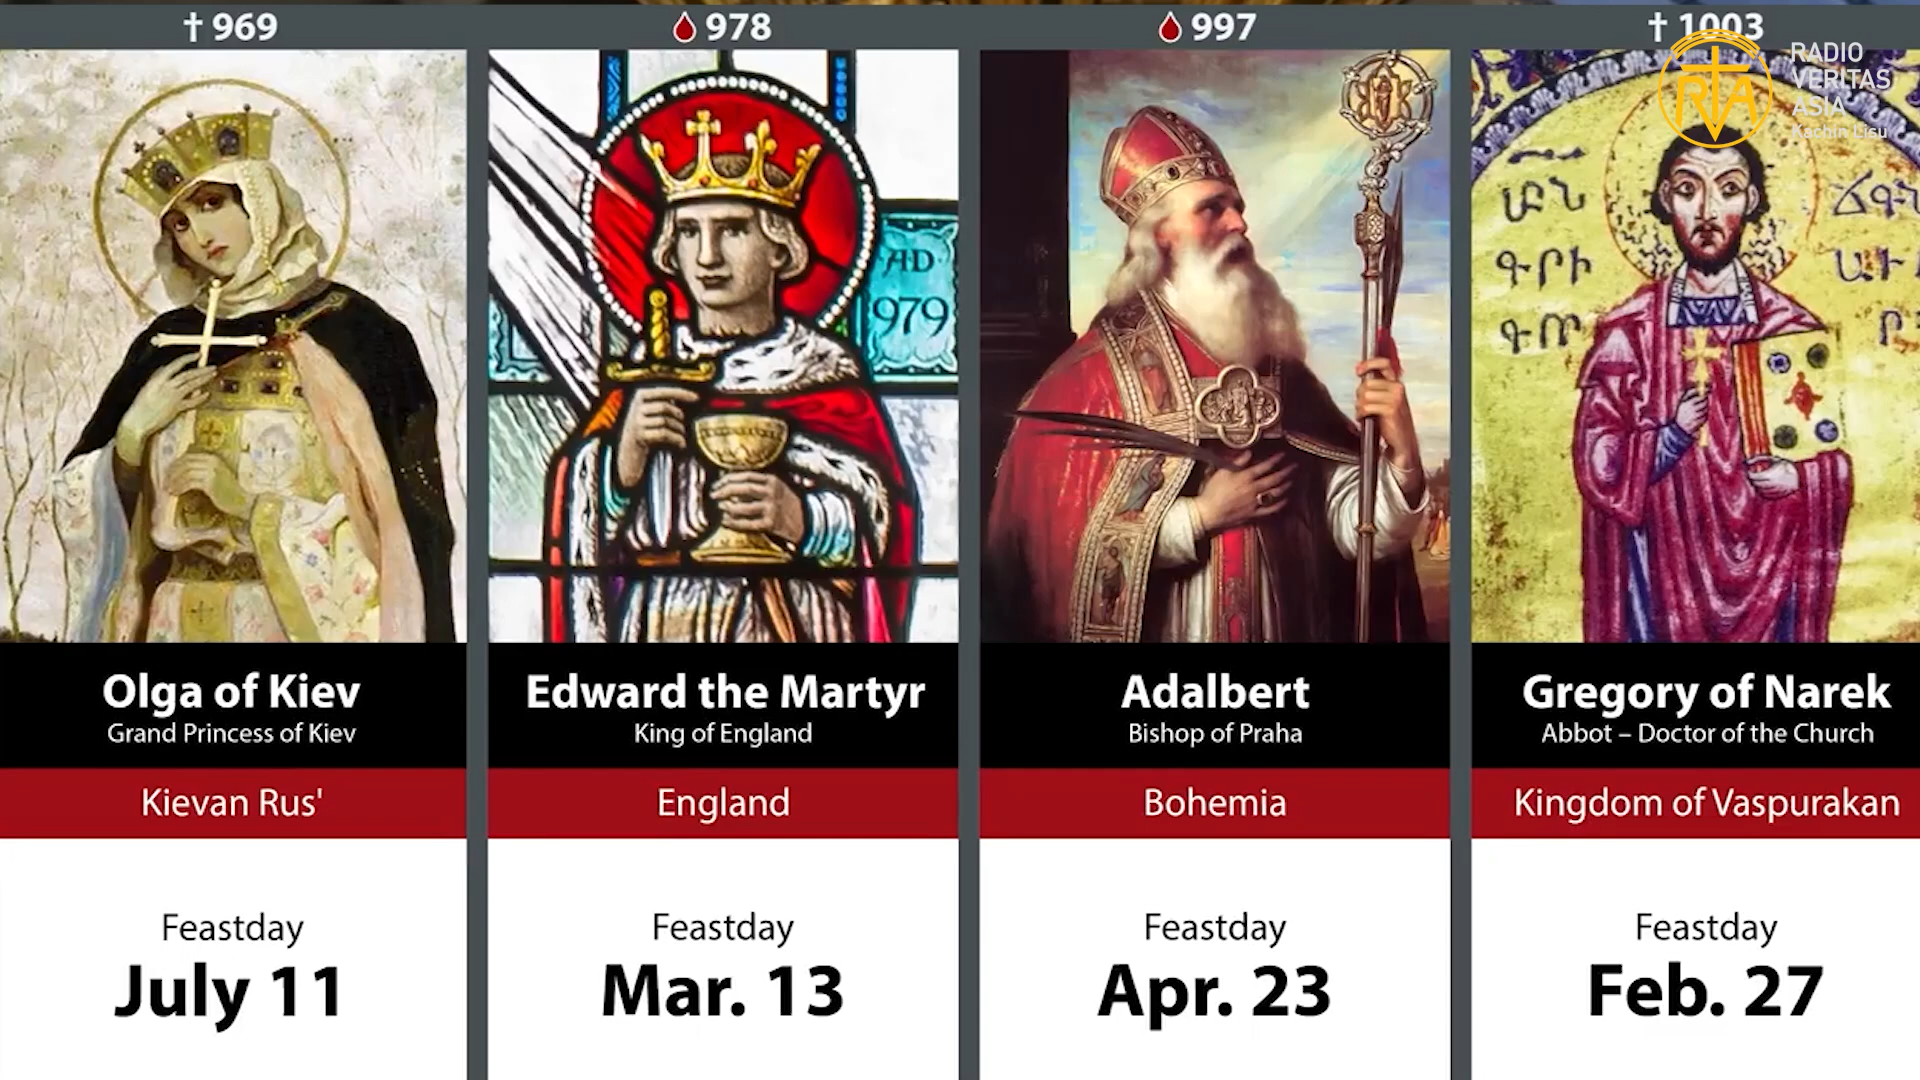 † 969
978
997
† 1003
RADIO
VERITAS
ASIA
Kachin Lisu
RVA
AD
979
ԳՐԻ
Olga of Kiev
Grand Princess of Kiev
Kievan Rus'
Feastday
July 11
Edward the Martyr
King of England
England
Feastday
Mar. 13
Adalbert
Bishop of Praha
Bohemia
Feastday
Apr. 23
Gregory of Narek
Abbot – Doctor of the Church
Kingdom of Vaspurakan
Feastday
Feb. 27